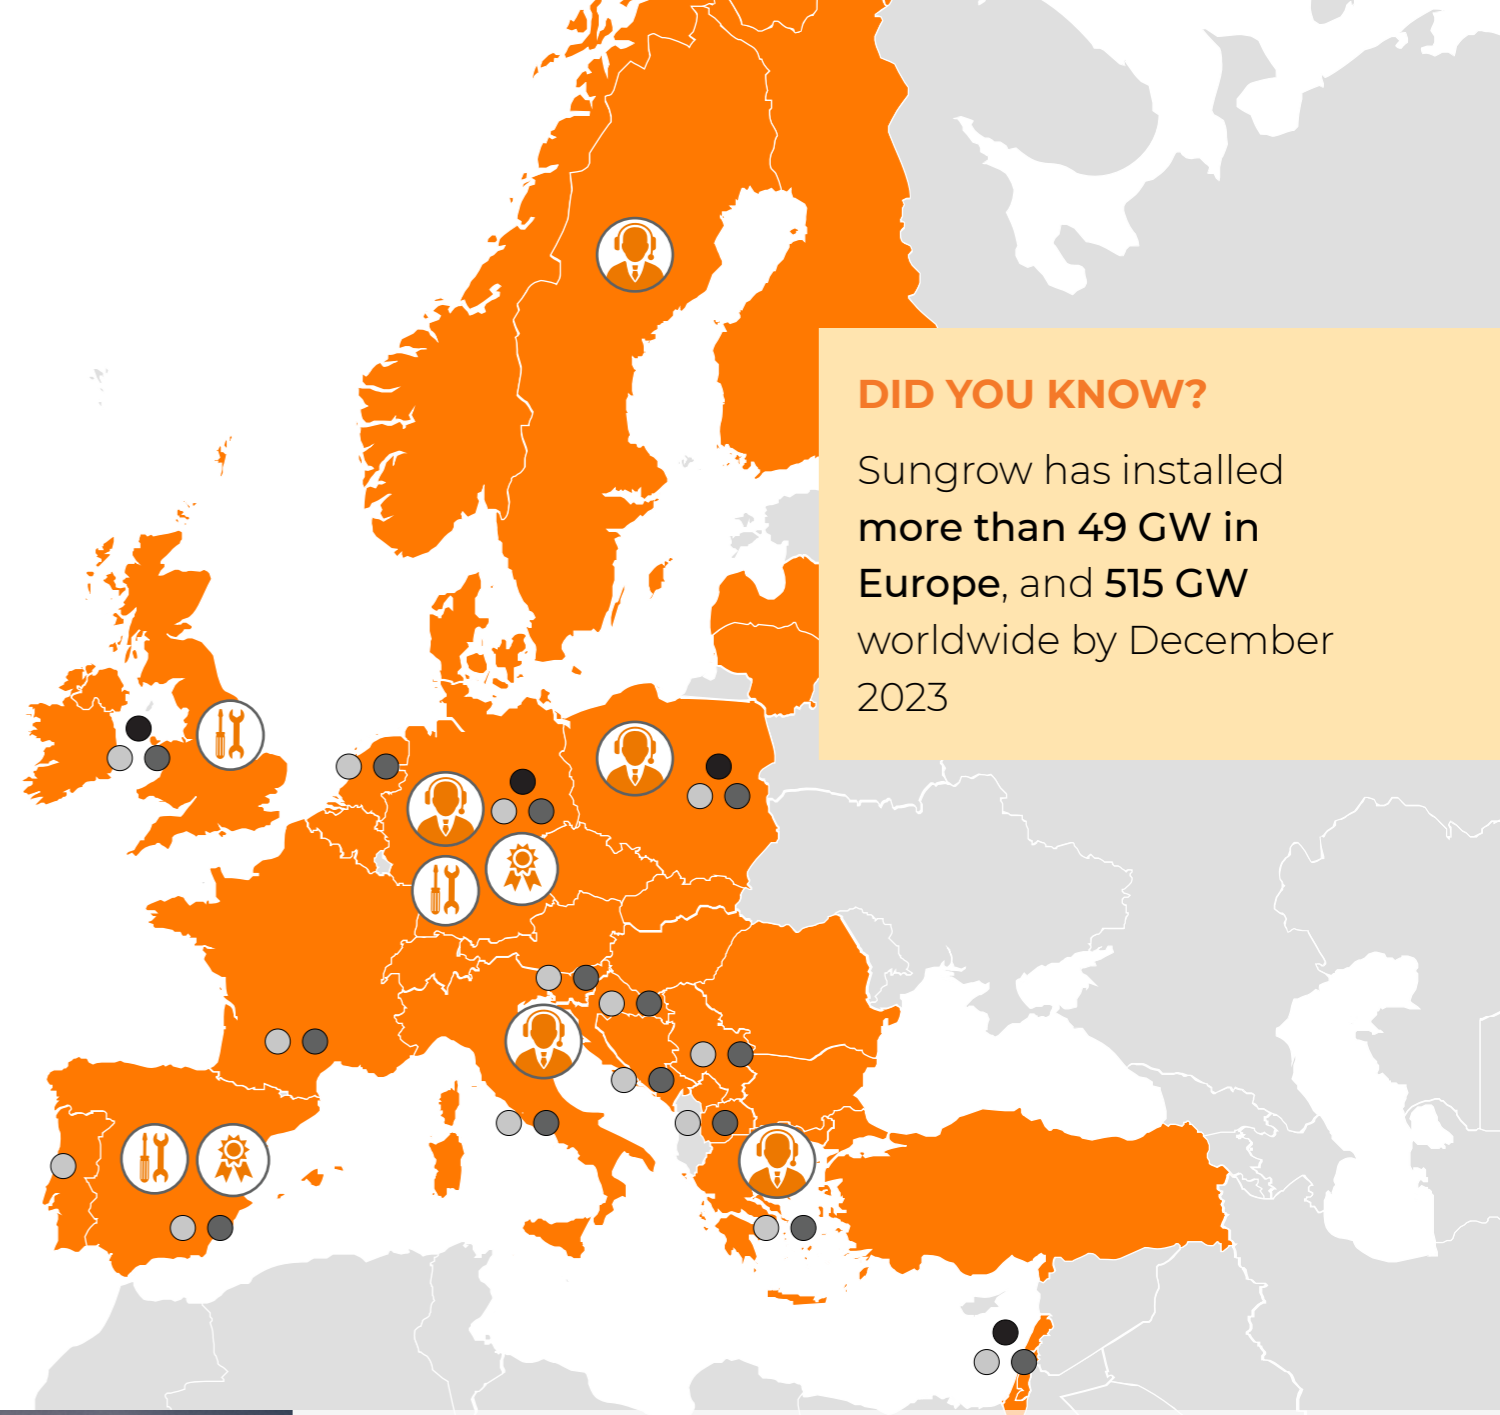 DID YOU KNOW?
Sungrow has installed
more than 49 GW in
Europe, and 515 GW
worldwide by December
2023